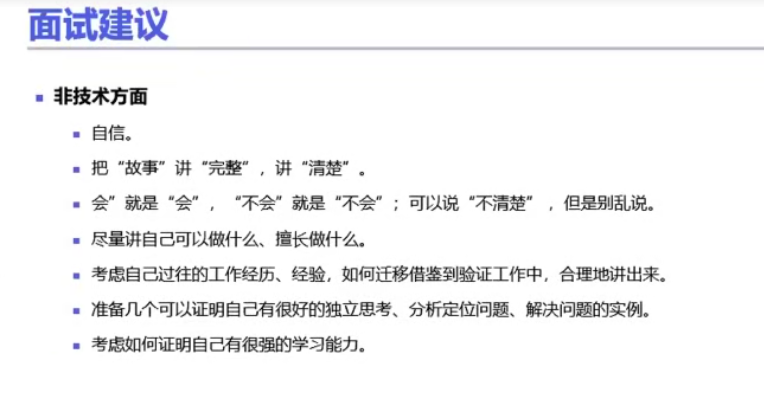 面试建议
非技术方面
自信。
把“故事”讲“完整”，讲“清楚”。
会”就是“会”，“不会”就是“不会”；可以说“不清楚”，但是别乱说。
尽量讲自己可以做什么、擅长做什么。
考虑自己过往的工作经历、经验，如何迁移借鉴到验证工作中，合理地讲出来。
准备几个可以证明自己有很好的独立思考、分析定位问题、解决问题的实例。
考虑如何证明自己有很强的学习能力。